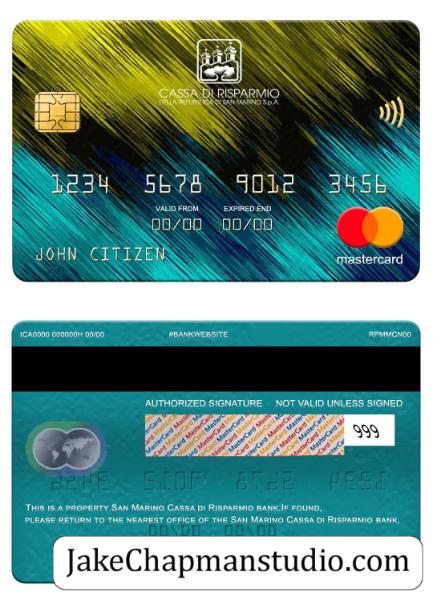 CASSA DI RISPARMIO
DELLA REPUBBLICA DI SAN MARINO S.p.A.
1234 5678 9012 3456
VALID FROM EXPIRED END
00/00 00/00
JOHN CITIZEN
mastercard
ICA0000 000000H 00/00 #BANKWEBSITE RPMMCN00
AUTHORIZED SIGNATURE NOT VALID UNLESS SIGNED
999
THIS IS A PROPERTY SAN MARINO CASSA DI RISPARMIO BANK.IF FOUND,
PLEASE RETURN TO THE NEAREST OFFICE OF THE SAN MARINO CASSA DI RISPARMIO BANK.
JakeChapmanstudio.com